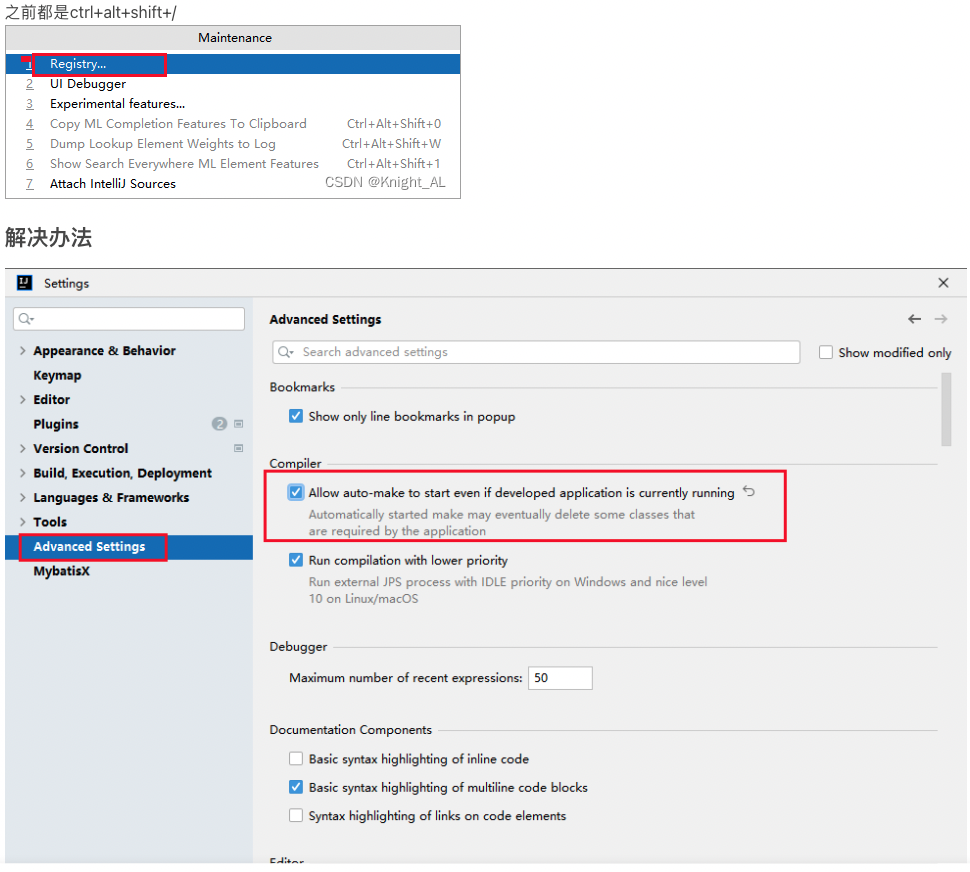 之前都是ctrl+alt+shift+/
Maintenance
1 Registry...
2 UI Debugger
3 Experimental features...
4 Copy ML Completion Features To Clipboard Ctrl+Alt+Shift+0
5 Dump Lookup Element Weights to Log Ctrl+Alt+Shift+W
6 Show Search Everywhere ML Element Features Ctrl+Alt+Shift+1
7 Attach IntelliJ Sources
CSDN @Knight_AL
解决办法
IJ Settings
Appearance & Behavior
Keymap
Editor
Plugins 2
Version Control
Build, Execution, Deployment
Languages & Frameworks
Tools
Advanced Settings
MybatisX
Advanced Settings
Search advanced settings
Show modified only
Bookmarks
Show only line bookmarks in popup
Compiler
Allow auto-make to start even if developed application is currently running
Automatically started make may eventually delete some classes that
are required by the application
Run compilation with lower priority
Run external JPS process with IDLE priority on Windows and nice level
10 on Linux/macOS
Debugger
Maximum number of recent expressions: 50
Documentation Components
Basic syntax highlighting of inline code
Basic syntax highlighting of multiline code blocks
Syntax highlighting of links on code elements
Editor